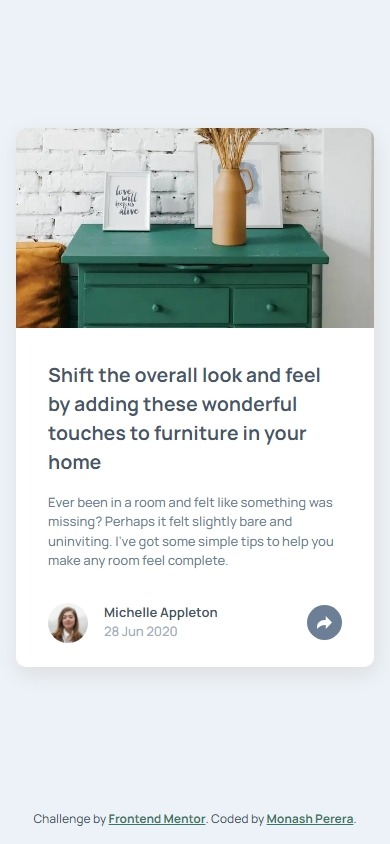 love
will
keep us
alive
Shift the overall look and feel
by adding these wonderful
touches to furniture in your
home
Ever been in a room and felt like something was
missing? Perhaps it felt slightly bare and
uninviting. I've got some simple tips to help you
make any room feel complete.
Michelle Appleton
28 Jun 2020
Challenge by Frontend Mentor. Coded by Monash Perera.